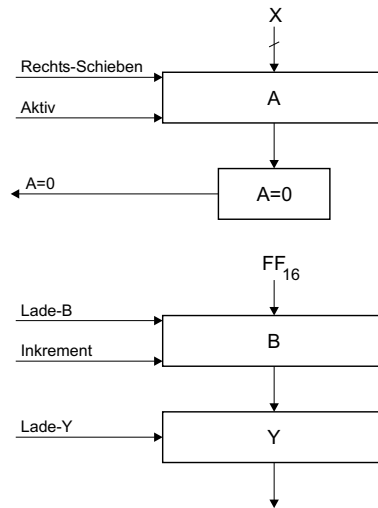 X
Rechts-Schieben
A
Aktiv
A=0
A=0
FF16
Lade-B
B
Inkrement
Lade-Y
Y